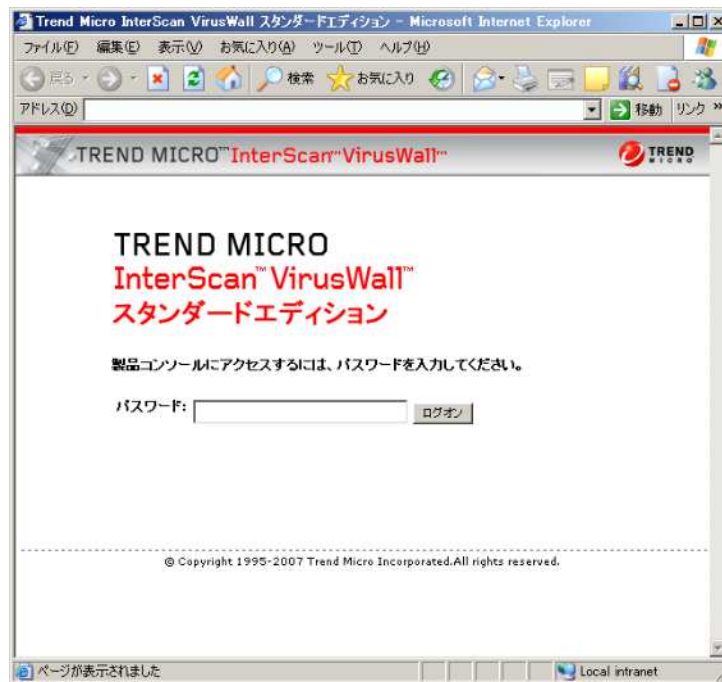 Trend Micro InterScan VirusWall スタンダードエディション - Microsoft Internet Explorer
ファイル(F) 編集(E) 表示(V) お気に入り(A) ツール(T) ヘルプ(H)
戻る 検索 お気に入り
アドレス(D) 移動 リンク »
TREND MICRO™ InterScan™ VirusWall™ TREND MICRO
TREND MICRO
InterScan™ VirusWall™
スタンダードエディション
製品コンソールにアクセスするには、パスワードを入力してください。
パスワード: ログオン
© Copyright 1995-2007 Trend Micro Incorporated.All rights reserved.
ページが表示されました Local intranet